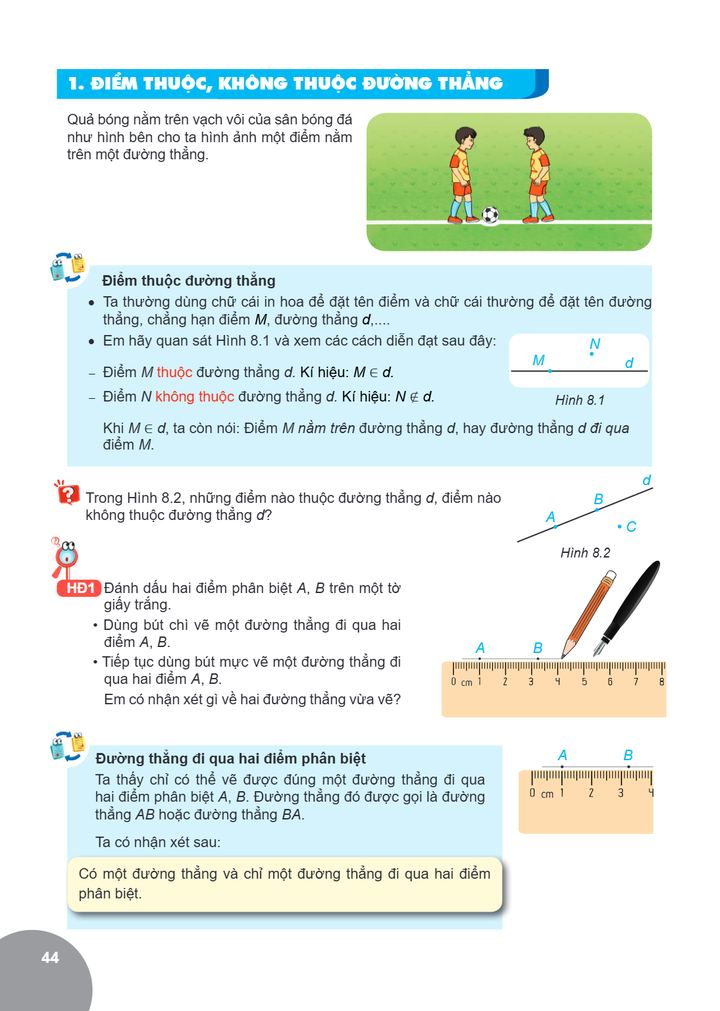 1. ĐIỂM THUỘC, KHÔNG THUỘC ĐƯỜNG THẲNG
Quả bóng nằm trên vạch vôi của sân bóng đá
như hình bên cho ta hình ảnh một điểm nằm
trên một đường thẳng.
Điểm thuộc đường thẳng
• Ta thường dùng chữ cái in hoa để đặt tên điểm và chữ cái thường để đặt tên đường
thẳng, chẳng hạn điểm M, đường thẳng d,....
• Em hãy quan sát Hình 8.1 và xem các cách diễn đạt sau đây:
– Điểm M thuộc đường thẳng d. Kí hiệu: M ∈ d.
– Điểm N không thuộc đường thẳng d. Kí hiệu: N ∉ d.
N
M
d
Hình 8.1
Khi M ∈ d, ta còn nói: Điểm M nằm trên đường thẳng d, hay đường thẳng d đi qua
điểm M.
?
Trong Hình 8.2, những điểm nào thuộc đường thẳng d, điểm nào
không thuộc đường thẳng d?
d
B
A
C
Hình 8.2
HĐ1 Đánh dấu hai điểm phân biệt A, B trên một tờ
giấy trắng.
• Dùng bút chì vẽ một đường thẳng đi qua hai
điểm A, B.
• Tiếp tục dùng bút mực vẽ một đường thẳng đi
qua hai điểm A, B.
Em có nhận xét gì về hai đường thẳng vừa vẽ?
A B
0 cm 1 2 3 4 5 6 7 8
Đường thẳng đi qua hai điểm phân biệt
Ta thấy chỉ có thể vẽ được đúng một đường thẳng đi qua
hai điểm phân biệt A, B. Đường thẳng đó được gọi là đường
thẳng AB hoặc đường thẳng BA.
Ta có nhận xét sau:
A B
0 cm 1 2 3 4
Có một đường thẳng và chỉ một đường thẳng đi qua hai điểm
phân biệt.
44